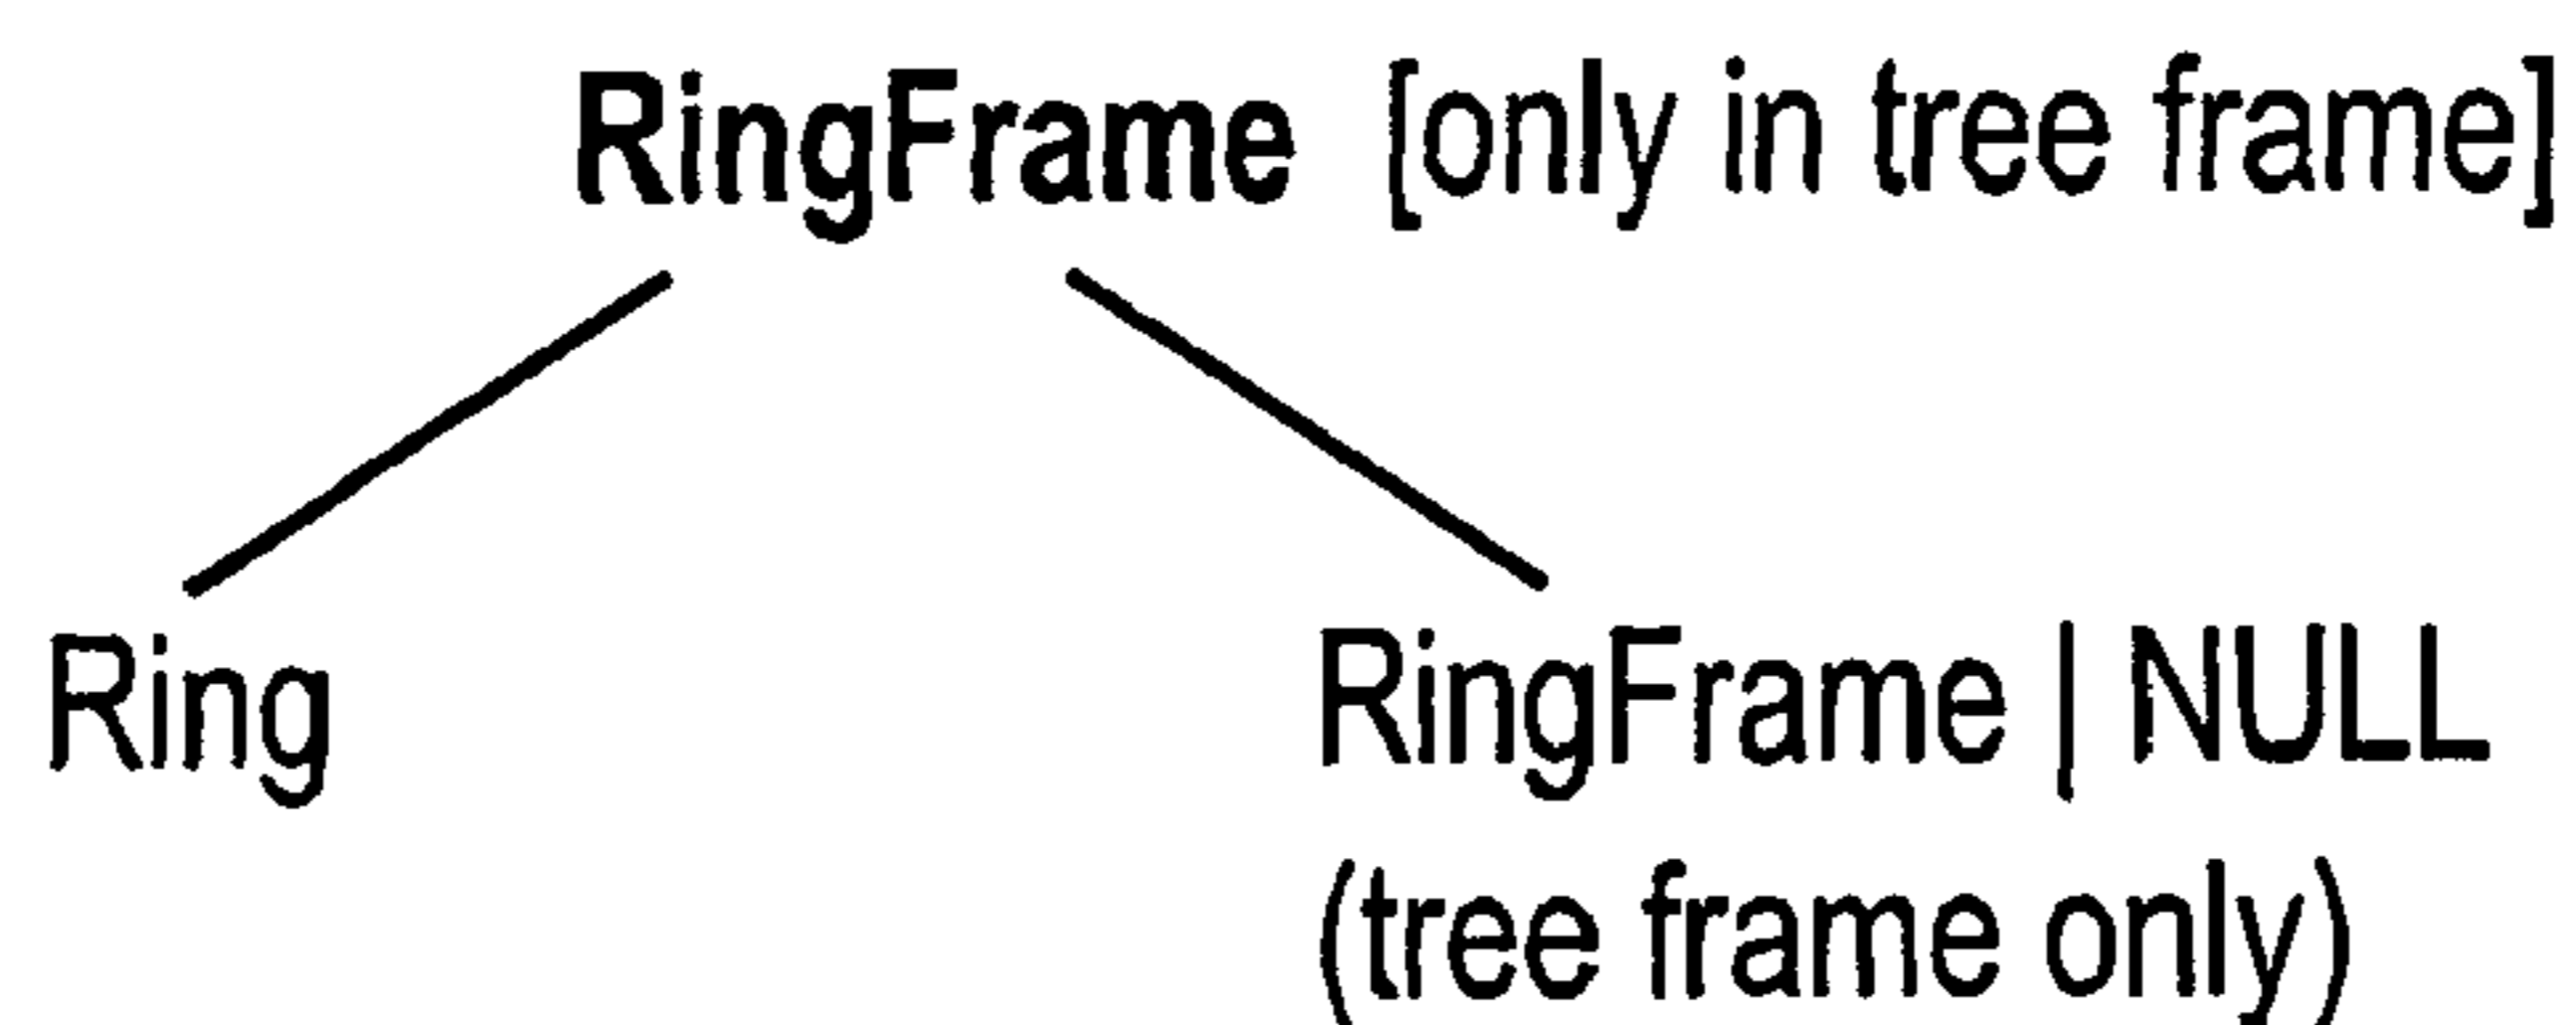 RingFrame [only in tree frame]
Ring RingFrame | NULL
(tree frame only)